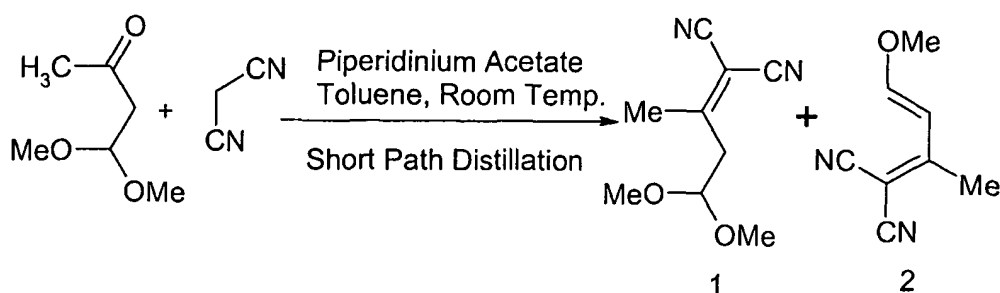 O
H₃C
+
CN
CN
MeO
OMe
Piperidinium Acetate
Toluene, Room Temp.
Short Path Distillation
NC
CN
Me
MeO
OMe
1
+
OMe
NC
CN
Me
2